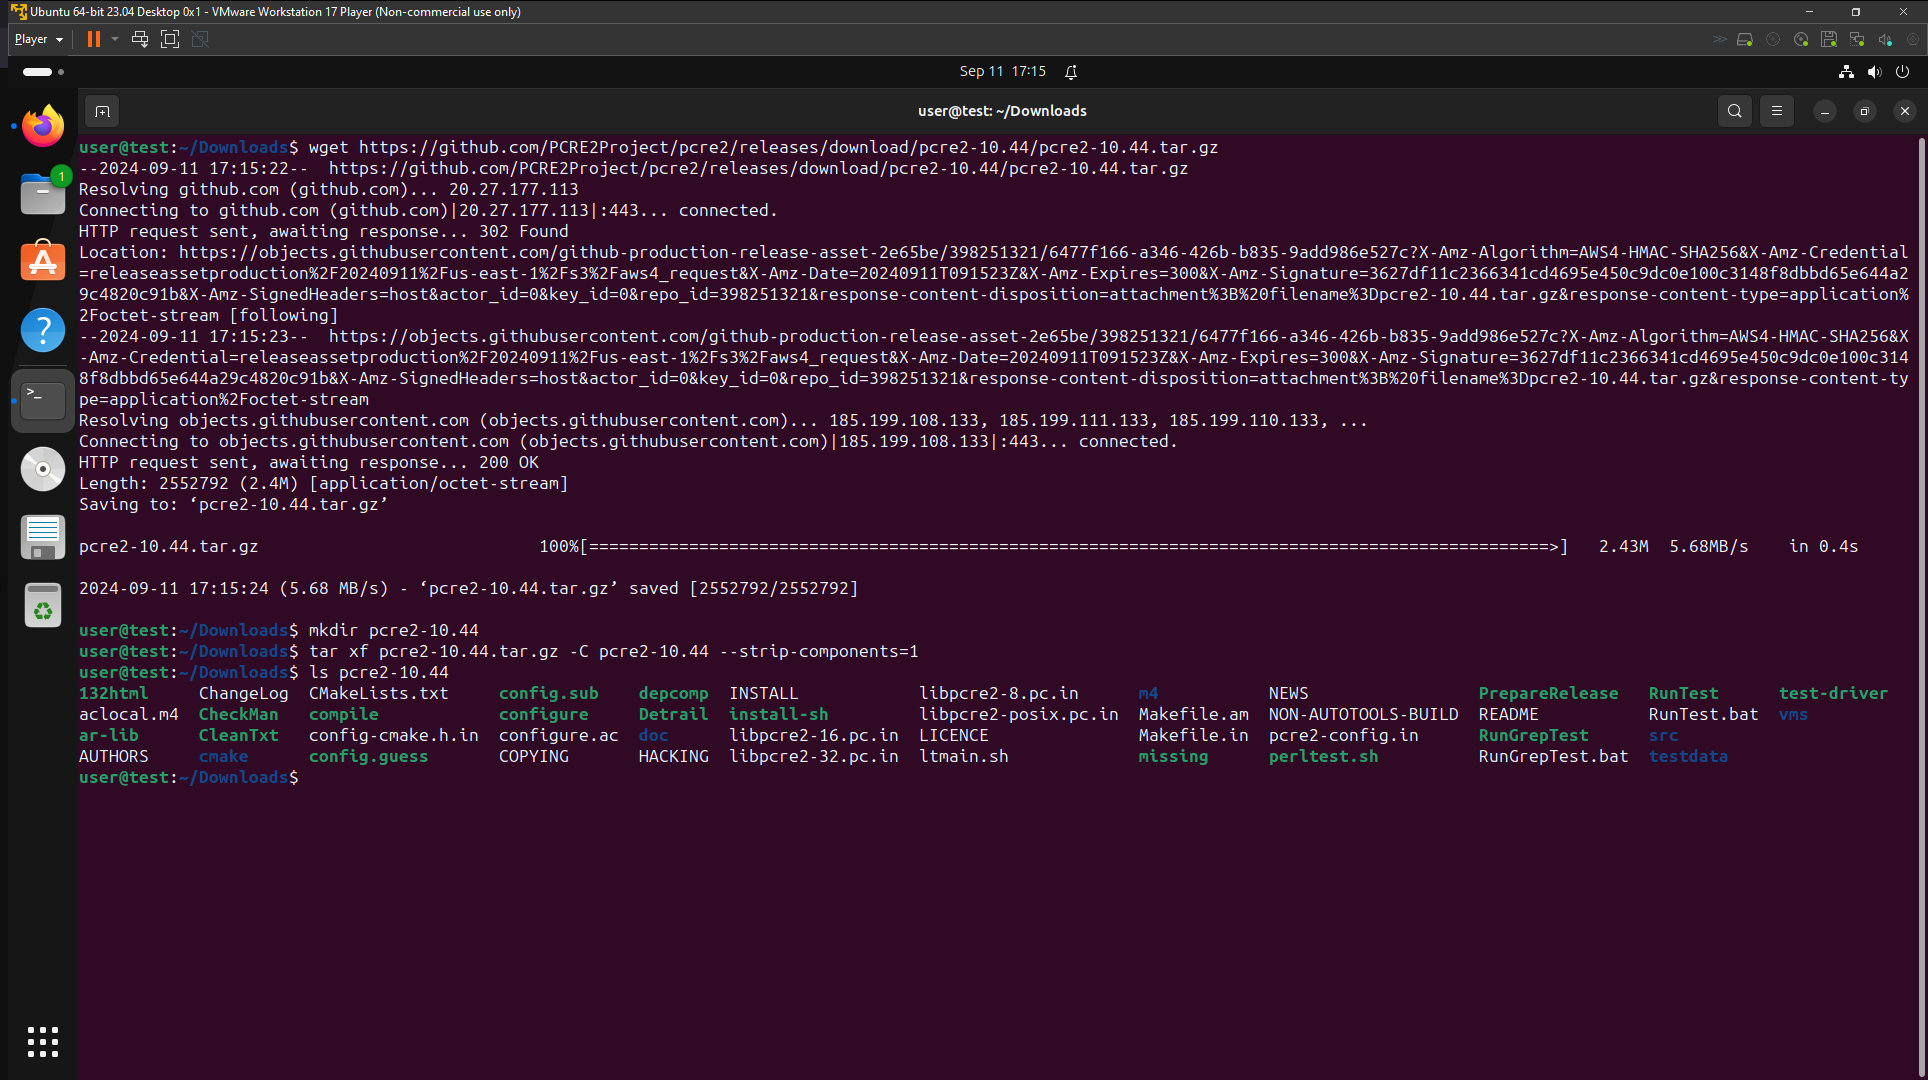 Ubuntu 64-bit 23.04 Desktop 0x1 - VMware Workstation 17 Player (Non-commercial use only)
Player
Sep 11 17:15
user@test: ~/Downloads
1
user@test:~/Downloads$ wget https://github.com/PCRE2Project/pcre2/releases/download/pcre2-10.44/pcre2-10.44.tar.gz
--2024-09-11 17:15:22--  https://github.com/PCRE2Project/pcre2/releases/download/pcre2-10.44/pcre2-10.44.tar.gz
Resolving github.com (github.com)... 20.27.177.113
Connecting to github.com (github.com)|20.27.177.113|:443... connected.
HTTP request sent, awaiting response... 302 Found
Location: https://objects.githubusercontent.com/github-production-release-asset-2e65be/398251321/6477f166-a346-426b-b835-9add986e527c?X-Amz-Algorithm=AWS4-HMAC-SHA256&X-Amz-Credential
=releaseassetproduction%2F20240911%2Fus-east-1%2Fs3%2Faws4_request&X-Amz-Date=20240911T091523Z&X-Amz-Expires=300&X-Amz-Signature=3627df11c2366341cd4695e450c9dc0e100c3148f8dbbd65e644a2
9c4820c91b&X-Amz-SignedHeaders=host&actor_id=0&key_id=0&repo_id=398251321&response-content-disposition=attachment%3B%20filename%3Dpcre2-10.44.tar.gz&response-content-type=application%
2Foctet-stream [following]
--2024-09-11 17:15:23--  https://objects.githubusercontent.com/github-production-release-asset-2e65be/398251321/6477f166-a346-426b-b835-9add986e527c?X-Amz-Algorithm=AWS4-HMAC-SHA256&X
-Amz-Credential=releaseassetproduction%2F20240911%2Fus-east-1%2Fs3%2Faws4_request&X-Amz-Date=20240911T091523Z&X-Amz-Expires=300&X-Amz-Signature=3627df11c2366341cd4695e450c9dc0e100c314
8f8dbbd65e644a29c4820c91b&X-Amz-SignedHeaders=host&actor_id=0&key_id=0&repo_id=398251321&response-content-disposition=attachment%3B%20filename%3Dpcre2-10.44.tar.gz&response-content-ty
pe=application%2Foctet-stream
Resolving objects.githubusercontent.com (objects.githubusercontent.com)... 185.199.108.133, 185.199.111.133, 185.199.110.133, ...
Connecting to objects.githubusercontent.com (objects.githubusercontent.com)|185.199.108.133|:443... connected.
HTTP request sent, awaiting response... 200 OK
Length: 2552792 (2.4M) [application/octet-stream]
Saving to: ‘pcre2-10.44.tar.gz’
pcre2-10.44.tar.gz 100%[================================================================================================>] 2.43M 5.68MB/s in 0.4s
2024-09-11 17:15:24 (5.68 MB/s) - ‘pcre2-10.44.tar.gz’ saved [2552792/2552792]
user@test:~/Downloads$ mkdir pcre2-10.44
user@test:~/Downloads$ tar xf pcre2-10.44.tar.gz -C pcre2-10.44 --strip-components=1
user@test:~/Downloads$ ls pcre2-10.44
132html ChangeLog CMakeLists.txt config.sub depcomp INSTALL libpcre2-8.pc.in m4 NEWS PrepareRelease RunTest test-driver
aclocal.m4 CheckMan compile configure Detrail install-sh libpcre2-posix.pc.in Makefile.am NON-AUTOTOOLS-BUILD README RunTest.bat vms
ar-lib CleanTxt config-cmake.h.in configure.ac doc libpcre2-16.pc.in LICENCE Makefile.in pcre2-config.in RunGrepTest src
AUTHORS cmake config.guess COPYING HACKING libpcre2-32.pc.in ltmain.sh missing perltest.sh RunGrepTest.bat testdata
user@test:~/Downloads$